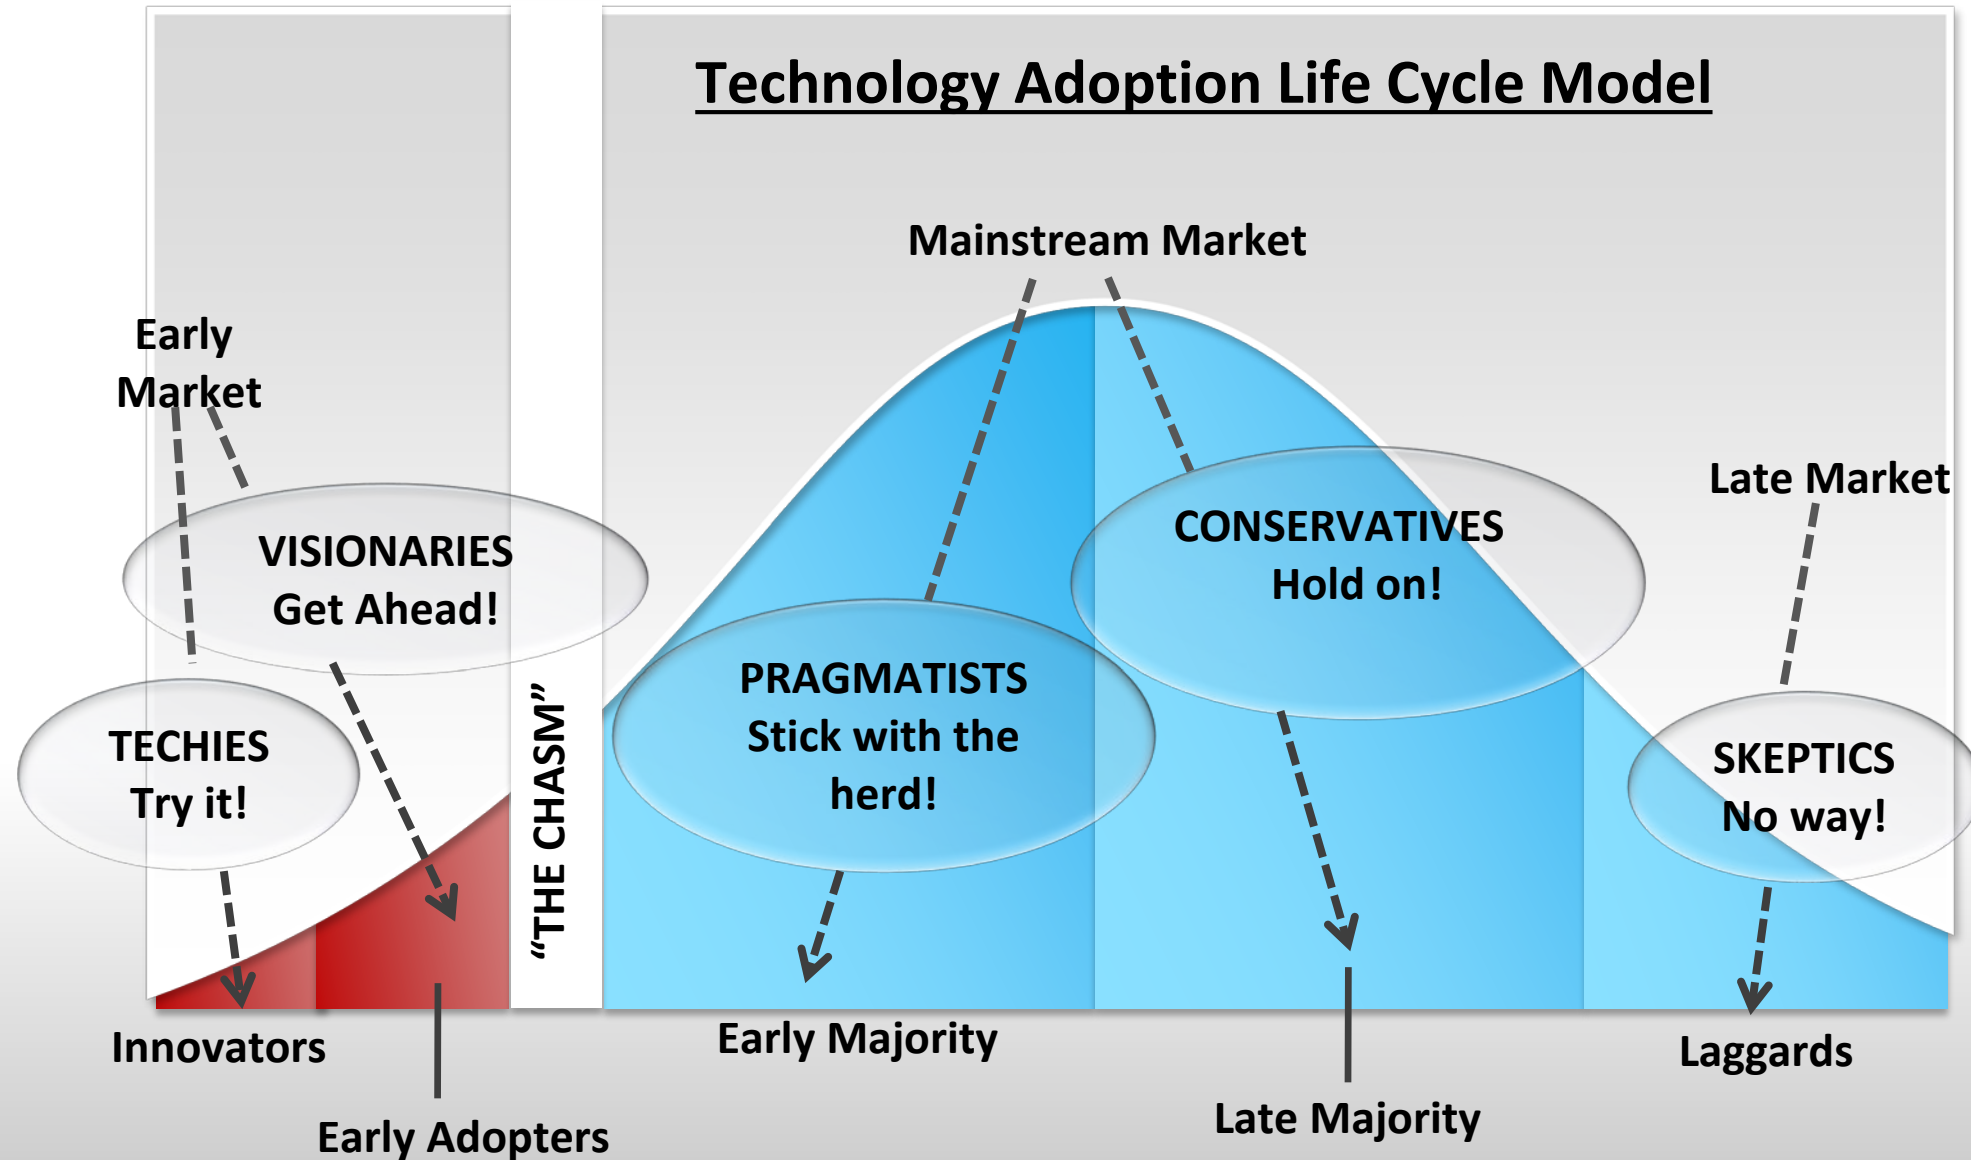 Technology Adoption Life Cycle Model
Mainstream Market
Early
Market
Late Market
VISIONARIES
Get Ahead!
CONSERVATIVES
Hold on!
TECHIES
Try it!
"THE CHASM"
PRAGMATISTS
Stick with the
herd!
SKEPTICS
No way!
Innovators
Early Adopters
Early Majority
Late Majority
Laggards